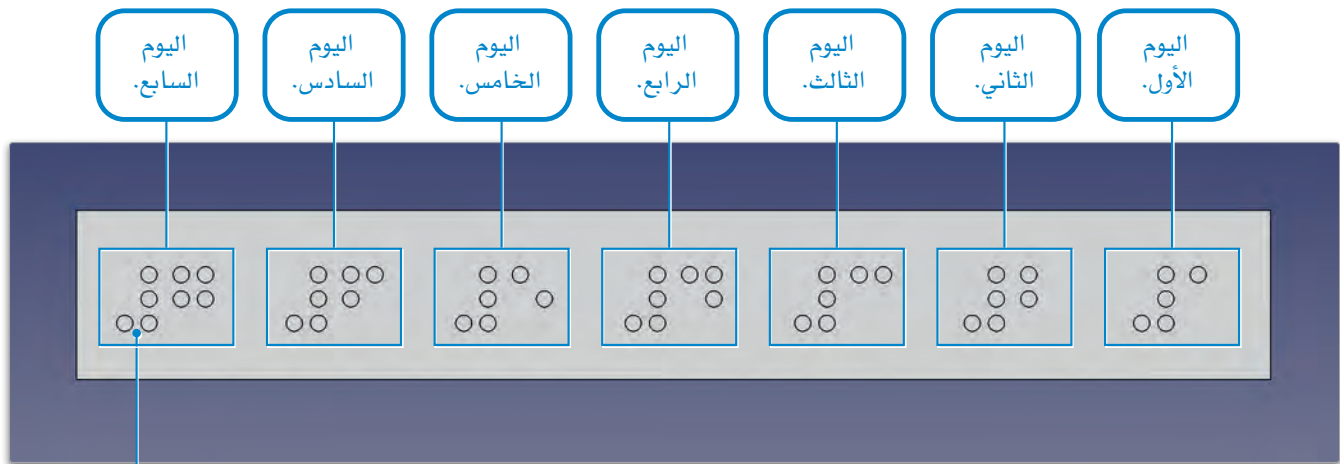 اليوم
الأول.
اليوم
الثاني.
اليوم
الثالث.
اليوم
الرابع.
اليوم
الخامس.
اليوم
السادس.
اليوم
السابع.